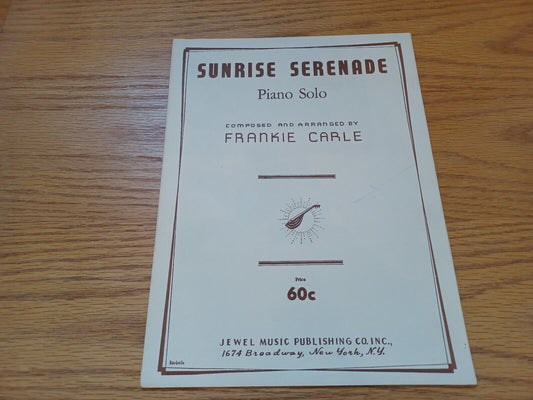 SUNRISE SERENADE
Piano Solo
COMPOSED AND ARRANGED BY
FRANKIE CARLE
Price
60c
JEWEL MUSIC PUBLISHING CO. INC.,
1674 Broadway, New York, N.Y.